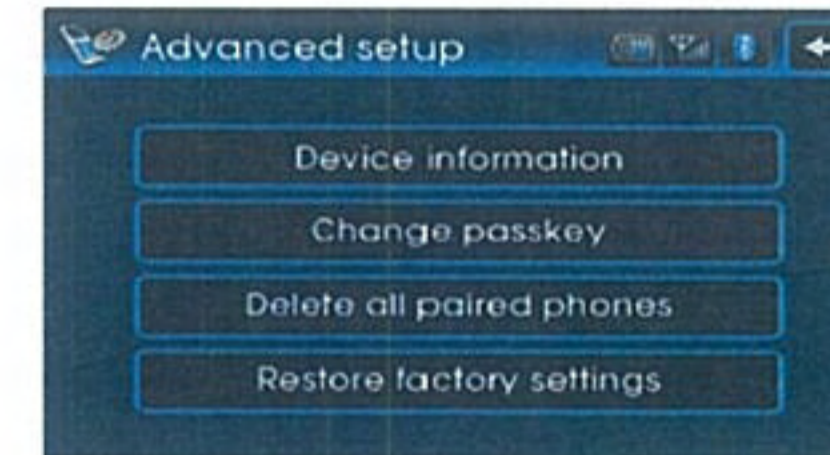 Advanced setup
Device information
Change passkey
Delete all paired phones
Restore factory settings